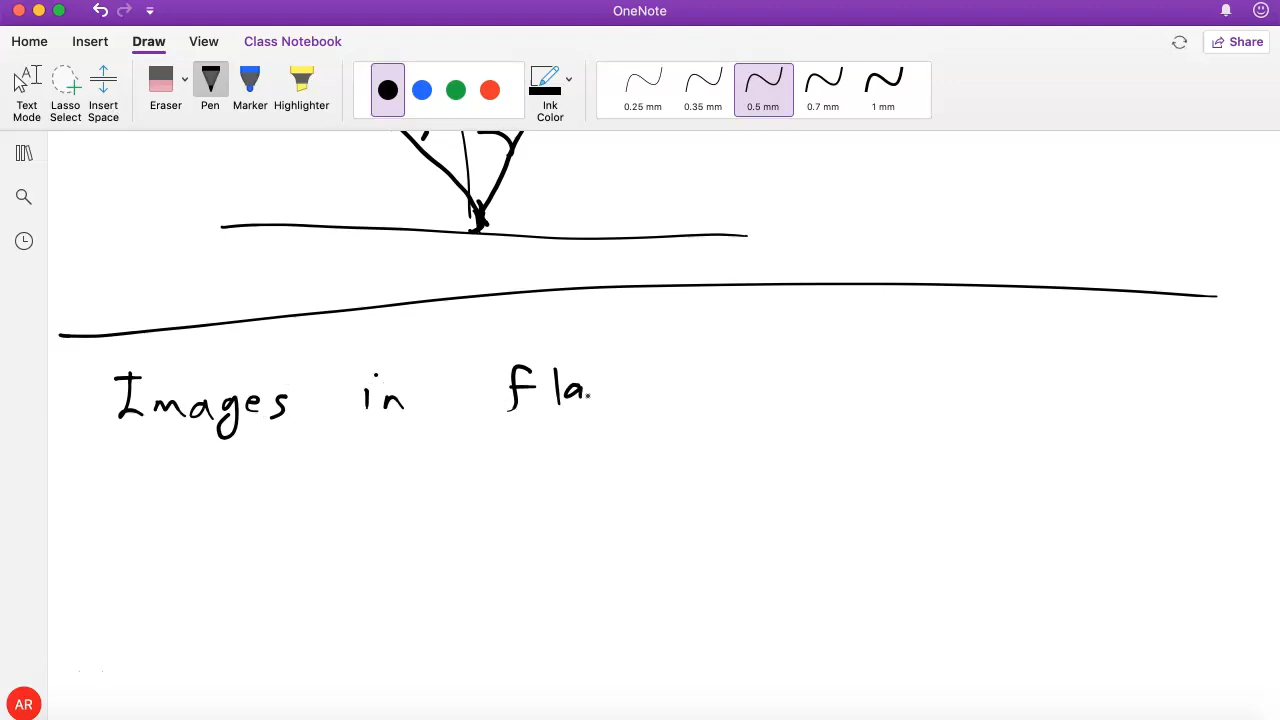 OneNote
Home Insert Draw View Class Notebook Share
Text Mode
Lasso Select
Insert Space
Eraser
Pen
Marker
Highlighter
Ink Color
0.25 mm
0.35 mm
0.5 mm
0.7 mm
1 mm
Images in fla
AR